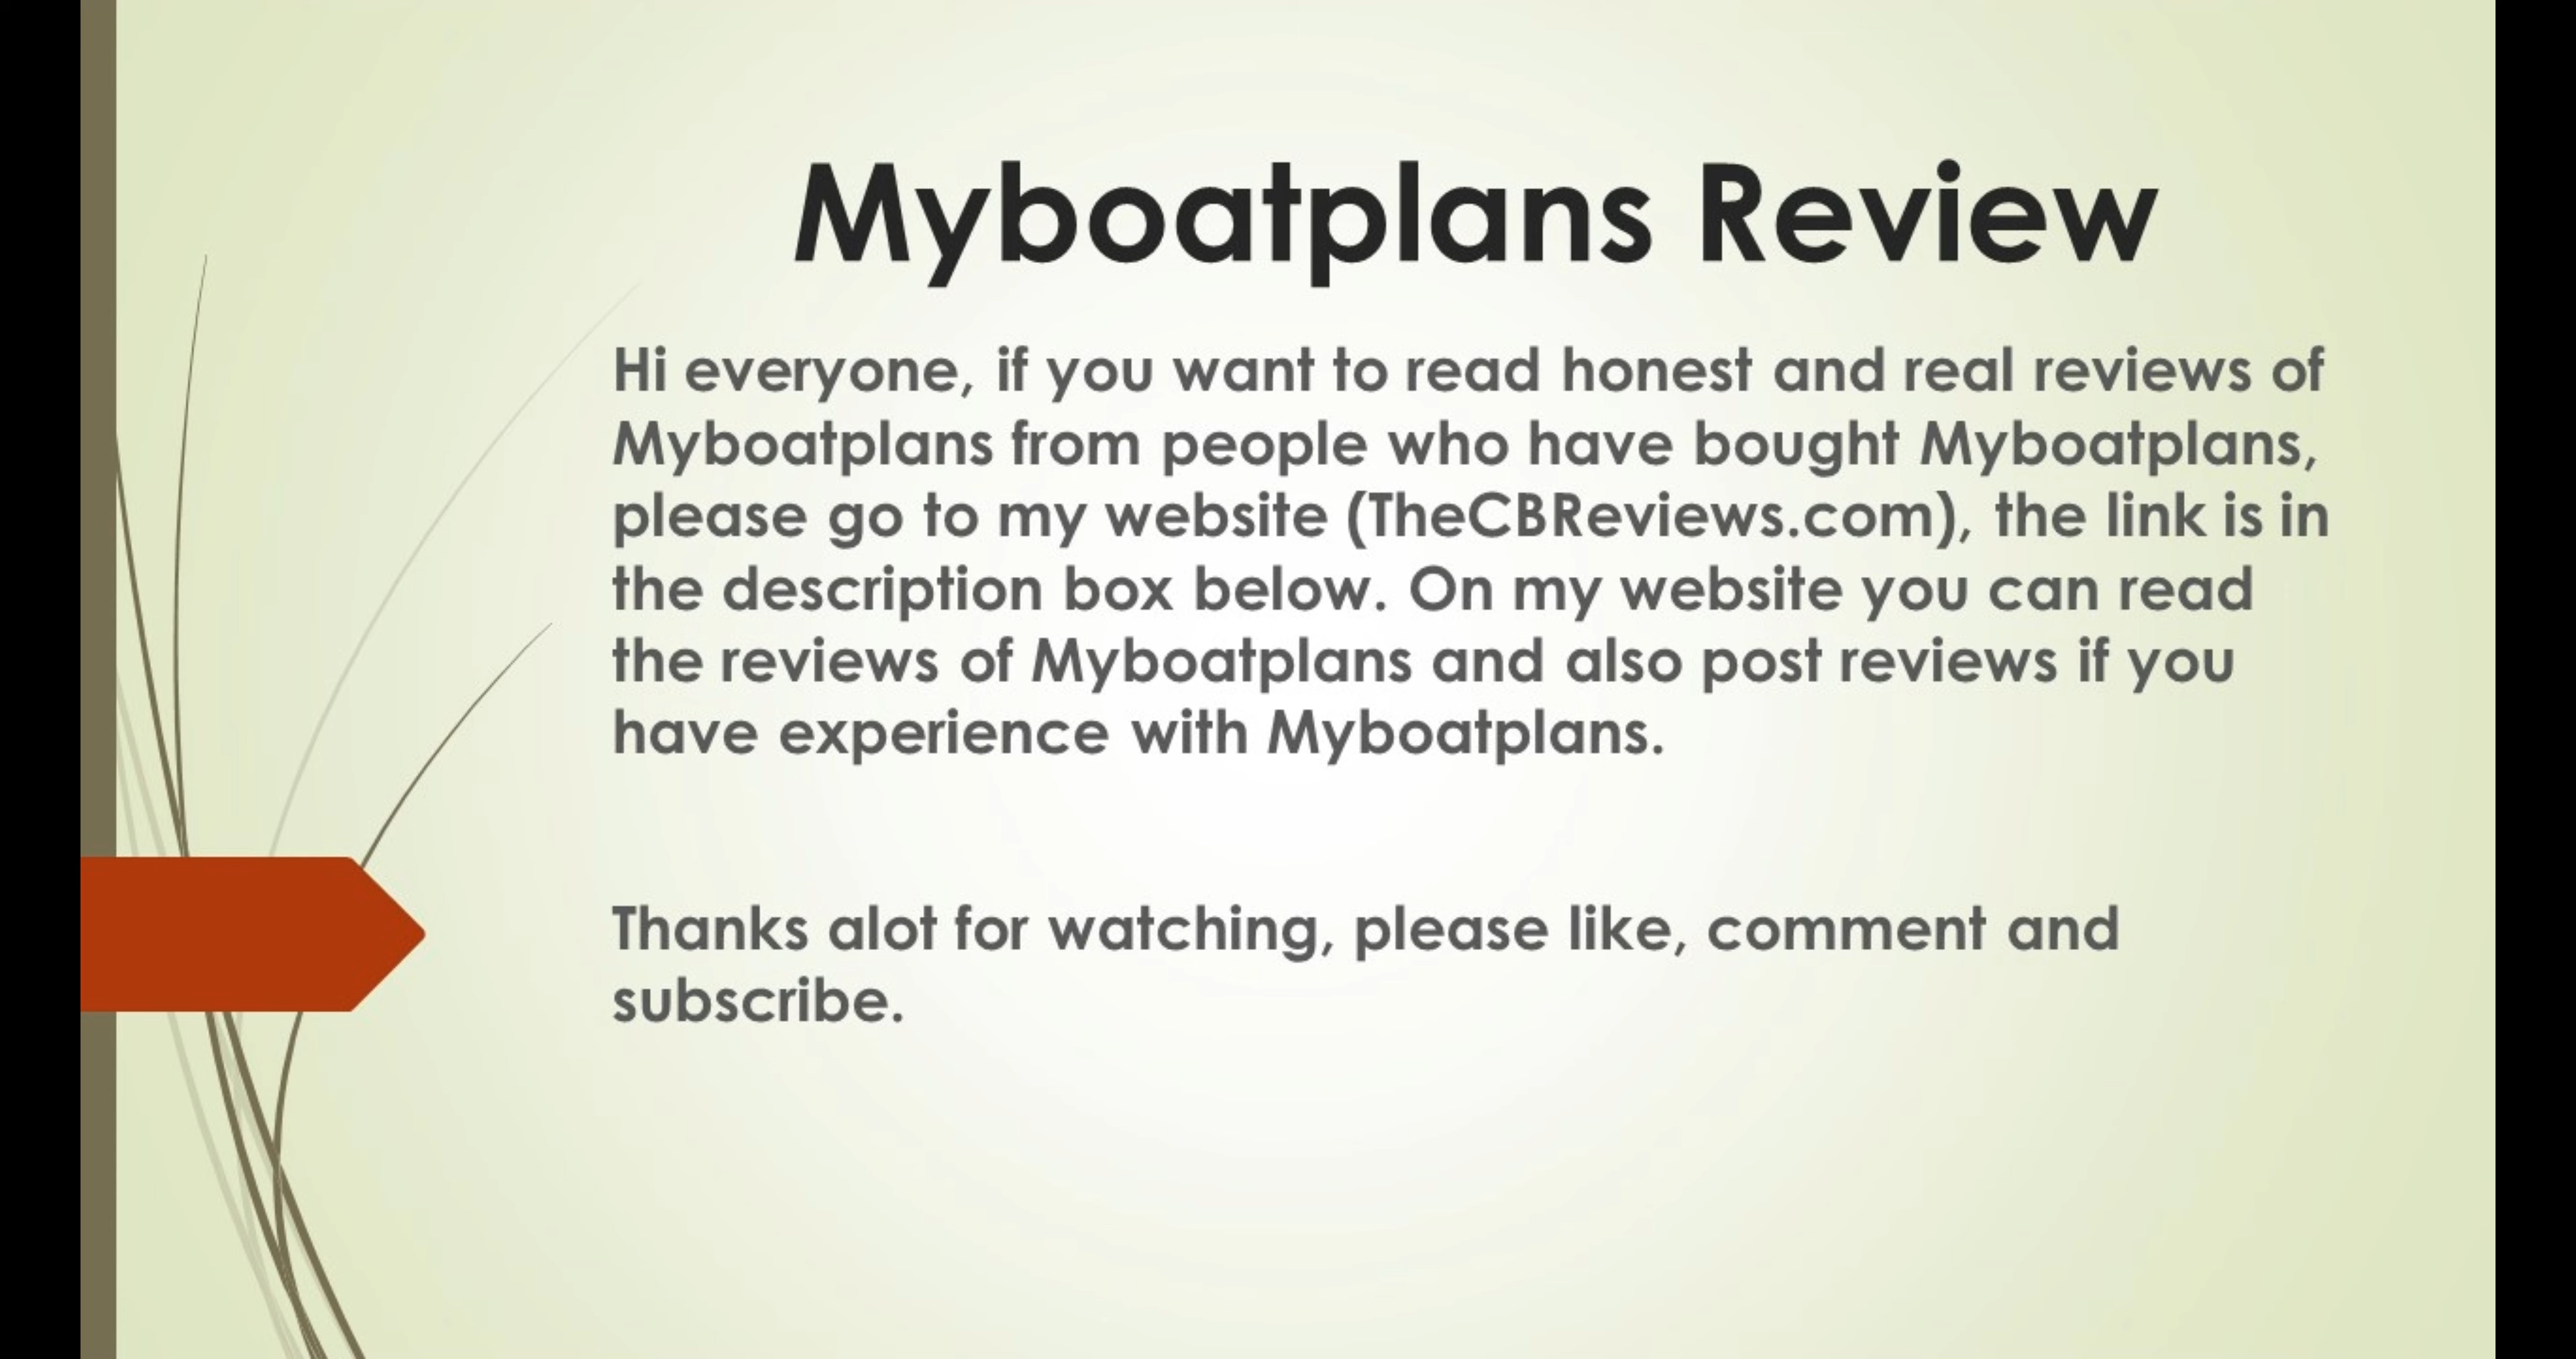 Myboatplans Review
Hi everyone, if you want to read honest and real reviews of
Myboatplans from people who have bought Myboatplans,
please go to my website (TheCBReviews.com), the link is in
the description box below. On my website you can read
the reviews of Myboatplans and also post reviews if you
have experience with Myboatplans.
Thanks alot for watching, please like, comment and
subscribe.